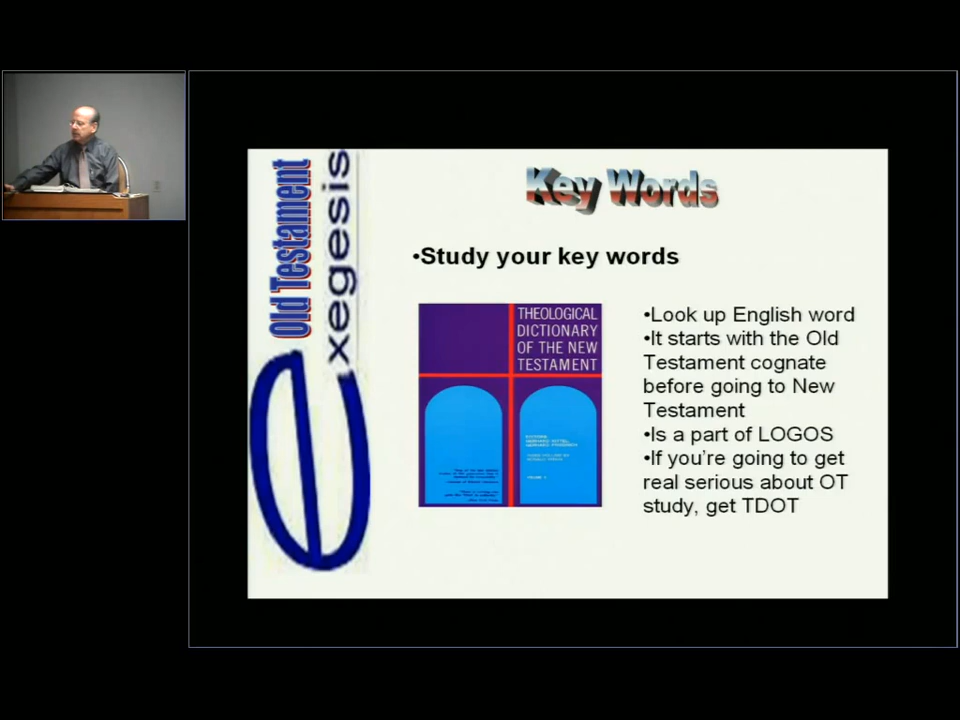 Old Testament
exegesis
Key Words
•Study your key words
THEOLOGICAL
DICTIONARY
OF THE NEW
TESTAMENT
•Look up English word
•It starts with the Old
Testament cognate
before going to New
Testament
•Is a part of LOGOS
•If you’re going to get
real serious about OT
study, get TDOT